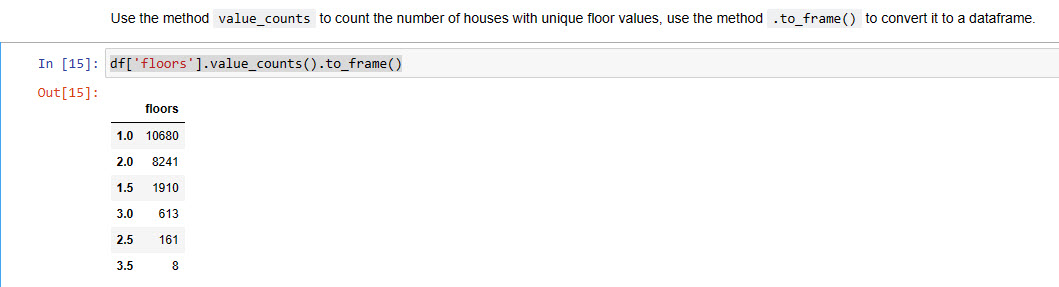 Use the method value_counts to count the number of houses with unique floor values, use the method .to_frame() to convert it to a dataframe.
In [15]: df['floors'].value_counts().to_frame()
Out[15]:
floors
1.0 10680
2.0 8241
1.5 1910
3.0 613
2.5 161
3.5 8